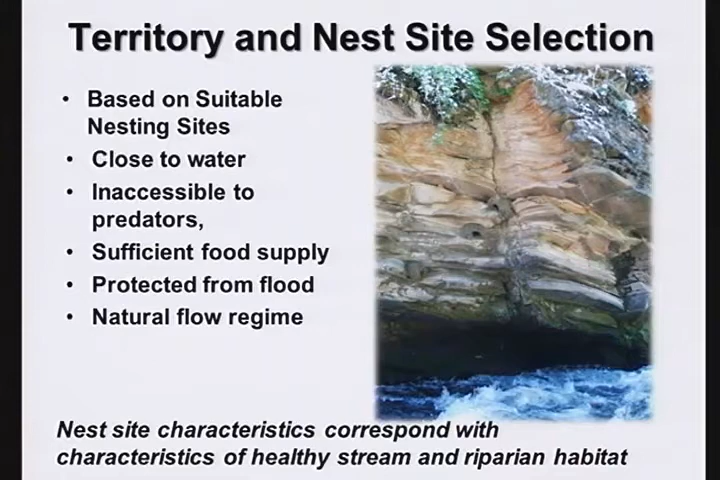 Territory and Nest Site Selection
• Based on Suitable
Nesting Sites
• Close to water
• Inaccessible to
predators,
• Sufficient food supply
• Protected from flood
• Natural flow regime
Nest site characteristics correspond with
characteristics of healthy stream and riparian habitat